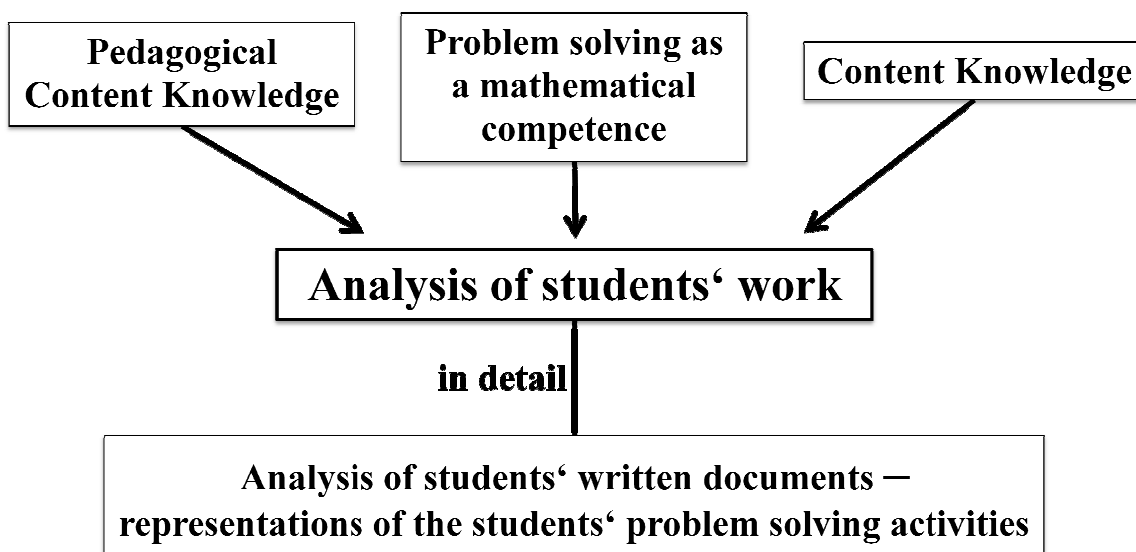 Pedagogical
Content Knowledge
Problem solving as
a mathematical
competence
Content Knowledge
Analysis of students‘ work
in detail
Analysis of students‘ written documents —
representations of the students‘ problem solving activities